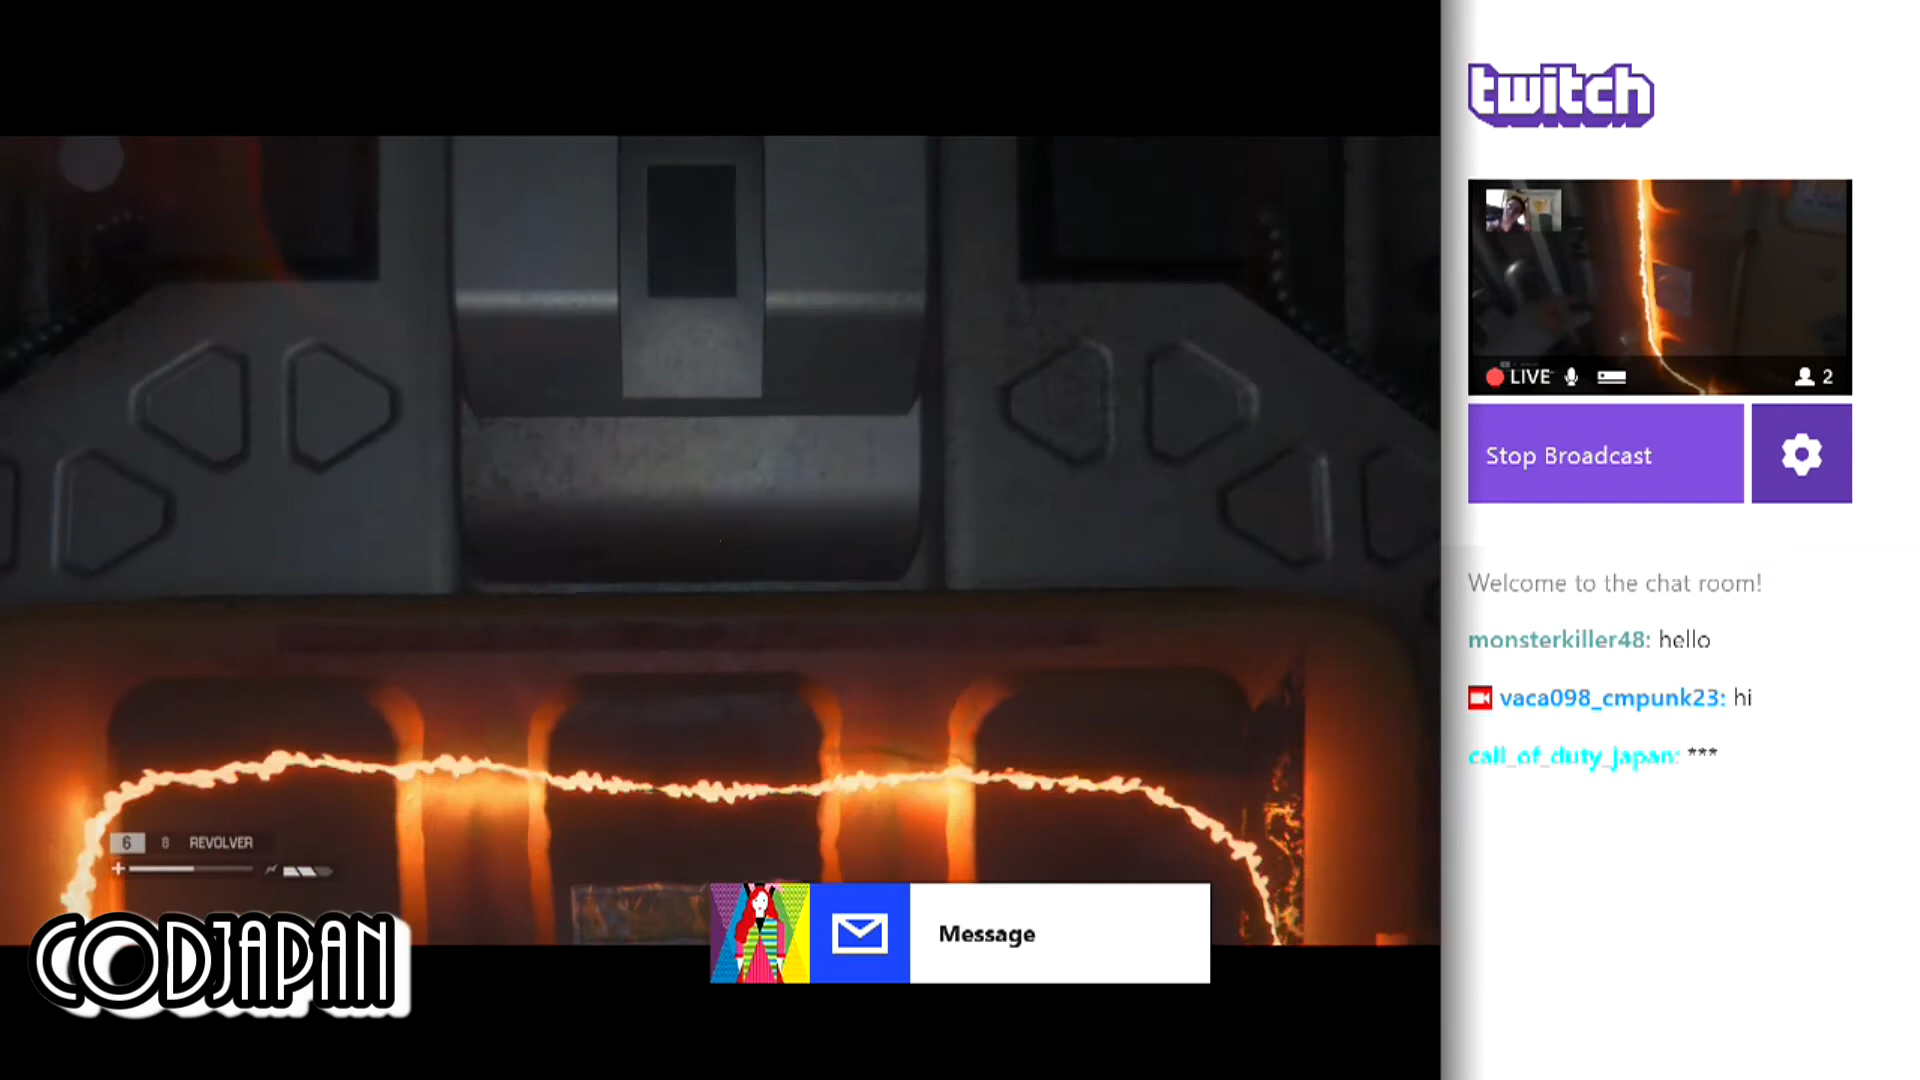 twitch
LIVE 2
Stop Broadcast
Welcome to the chat room!
monsterkiller48: hello
vaca098_cmpunk23: hi
call_of_duty_japan: ***
6 8 REVOLVER
Message
CODJAPAN